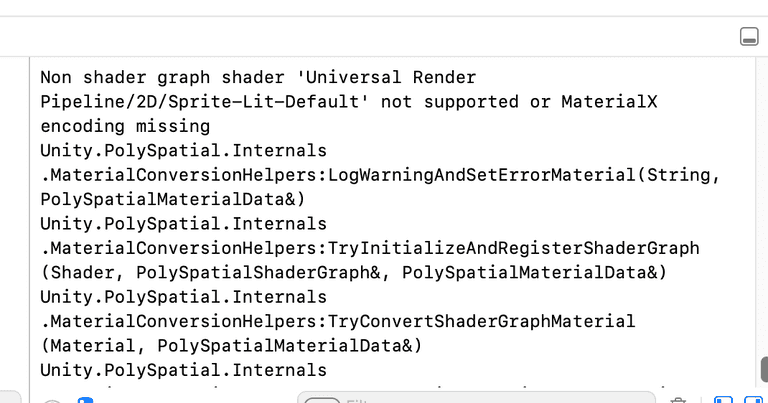 Non shader graph shader 'Universal Render
Pipeline/2D/Sprite-Lit-Default' not supported or MaterialX
encoding missing
Unity.PolySpatial.Internals
.MaterialConversionHelpers:LogWarningAndSetErrorMaterial(String,
PolySpatialMaterialData&)
Unity.PolySpatial.Internals
.MaterialConversionHelpers:TryInitializeAndRegisterShaderGraph
(Shader, PolySpatialShaderGraph&, PolySpatialMaterialData&)
Unity.PolySpatial.Internals
.MaterialConversionHelpers:TryConvertShaderGraphMaterial
(Material, PolySpatialMaterialData&)
Unity.PolySpatial.Internals